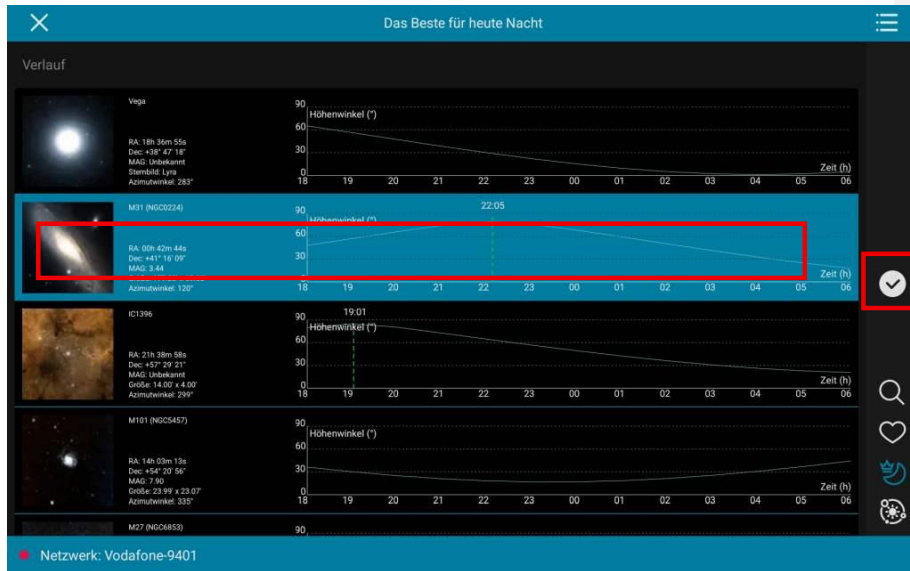 Das Beste für heute Nacht
Verlauf
Vega
RA: 18h 36m 55s
Dec: +38° 47' 18"
MAG: Unbekannt
Sternbild: Lyra
Azimutwinkel: 283°
90
Höhenwinkel (°)
60
30
0
Zeit (h)
18 19 20 21 22 23 00 01 02 03 04 05 06
M31 (NGC0224)
RA: 00h 42m 44s
Dec: +41° 16' 09"
MAG: 3.44
Azimutwinkel: 120°
22:05
90
Höhenwinkel (°)
60
30
0
Zeit (h)
18 19 20 21 22 23 00 01 02 03 04 05 06
IC1396
RA: 21h 38m 58s
Dec: +57° 29' 21"
MAG: Unbekannt
Größe: 14.00' x 4.00'
Azimutwinkel: 299°
19:01
90
Höhenwinkel (°)
60
30
0
Zeit (h)
18 19 20 21 22 23 00 01 02 03 04 05 06
M101 (NGC5457)
RA: 14h 03m 13s
Dec: +54° 20' 56"
MAG: 7.90
Größe: 23.99' x 23.07'
Azimutwinkel: 335°
90
Höhenwinkel (°)
60
30
0
Zeit (h)
18 19 20 21 22 23 00 01 02 03 04 05 06
M27 (NGC6853)
90
Netzwerk: Vodafone-9401